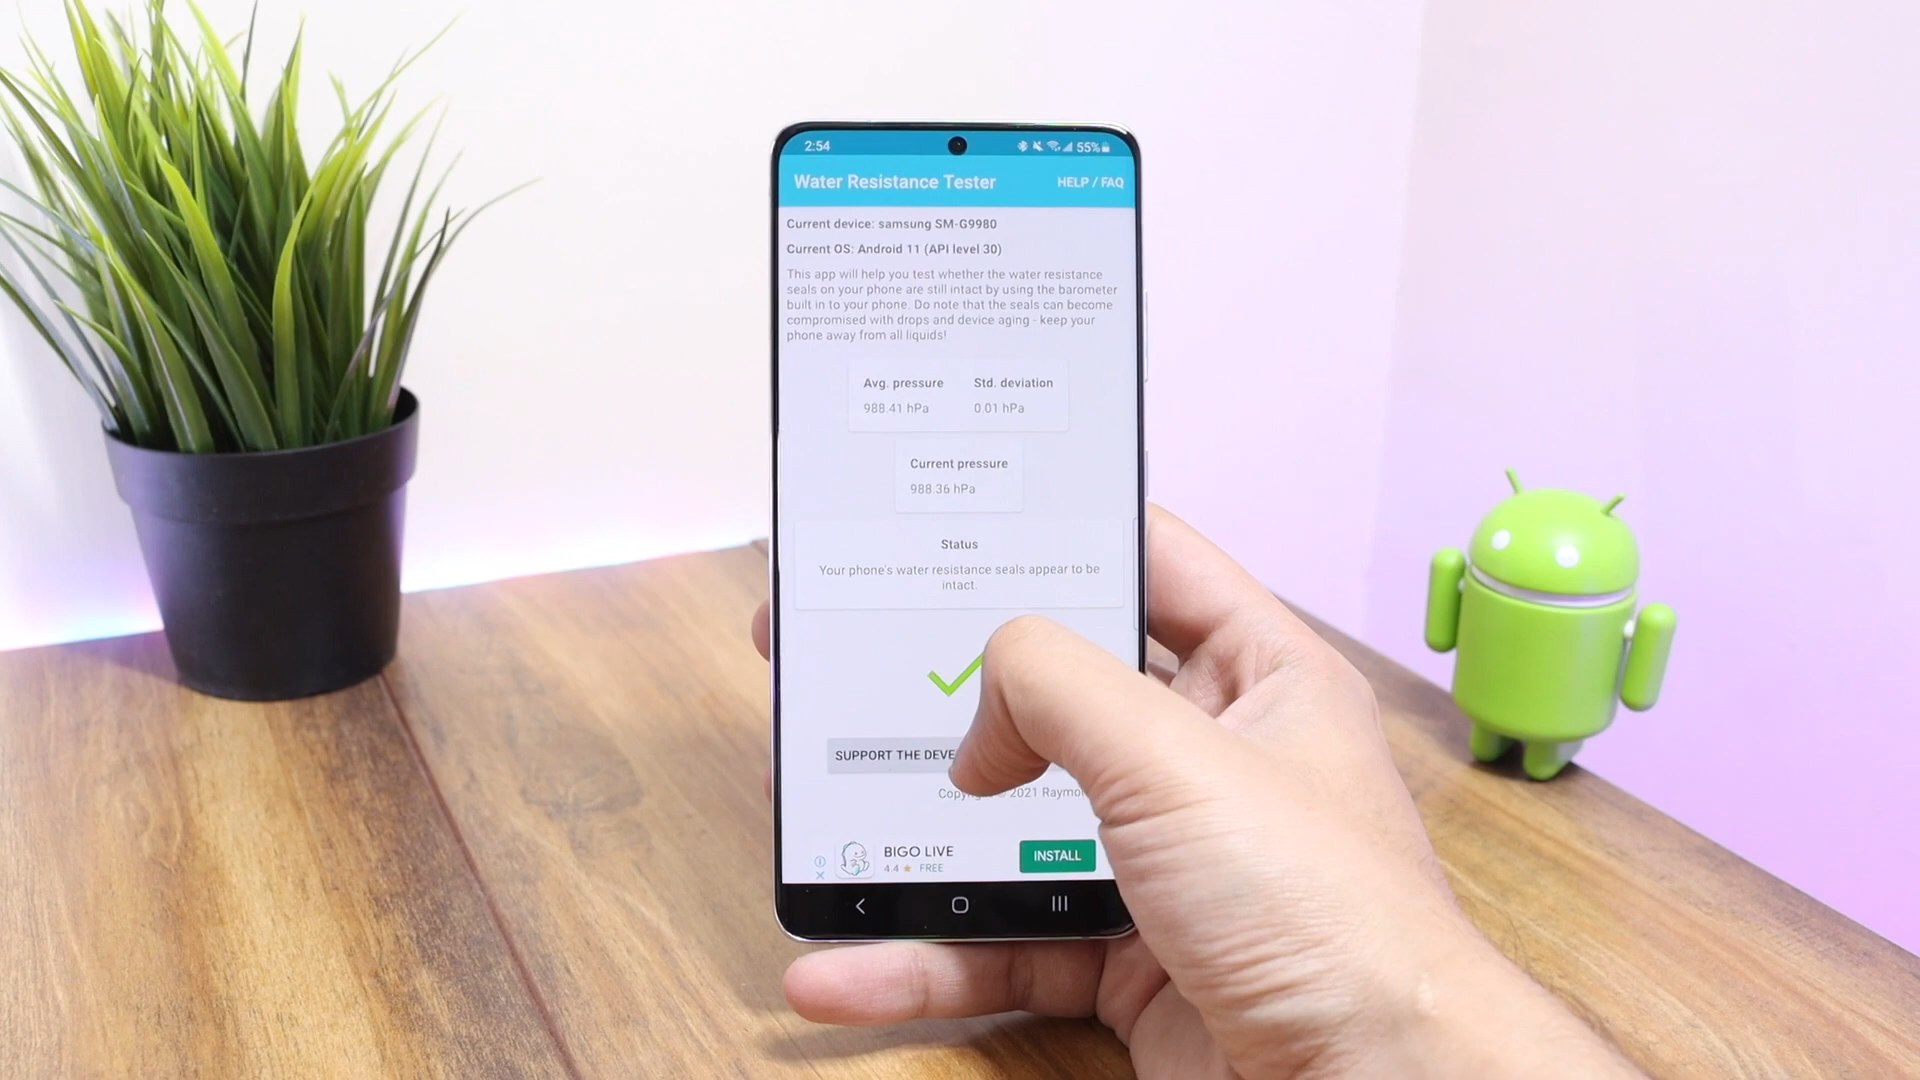 2:54
55%
Water Resistance Tester
HELP / FAQ
Current device: samsung SM-G9980
Current OS: Android 11 (API level 30)
This app will help you test whether the water resistance
seals on your phone are still intact by using the barometer
built in to your phone. Do note that the seals can become
compromised with drops and device aging - keep your
phone away from all liquids!
Avg. pressure
Std. deviation
988.41 hPa
0.01 hPa
Current pressure
988.36 hPa
Status
Your phone's water resistance seals appear to be
intact.
SUPPORT THE
2021
BIGO LIVE
4.4 ★ FREE
INSTALL